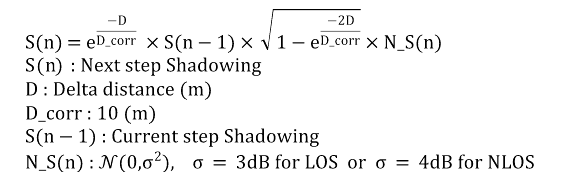 S(n) = e^(-D/D_corr) × S(n − 1) × √(1 − e^(-2D/D_corr)) × N_S(n)
S(n) : Next step Shadowing
D : Delta distance (m)
D_corr : 10 (m)
S(n − 1) : Current step Shadowing
N_S(n) : 𝒩(0,σ²), σ = 3dB for LOS or σ = 4dB for NLOS